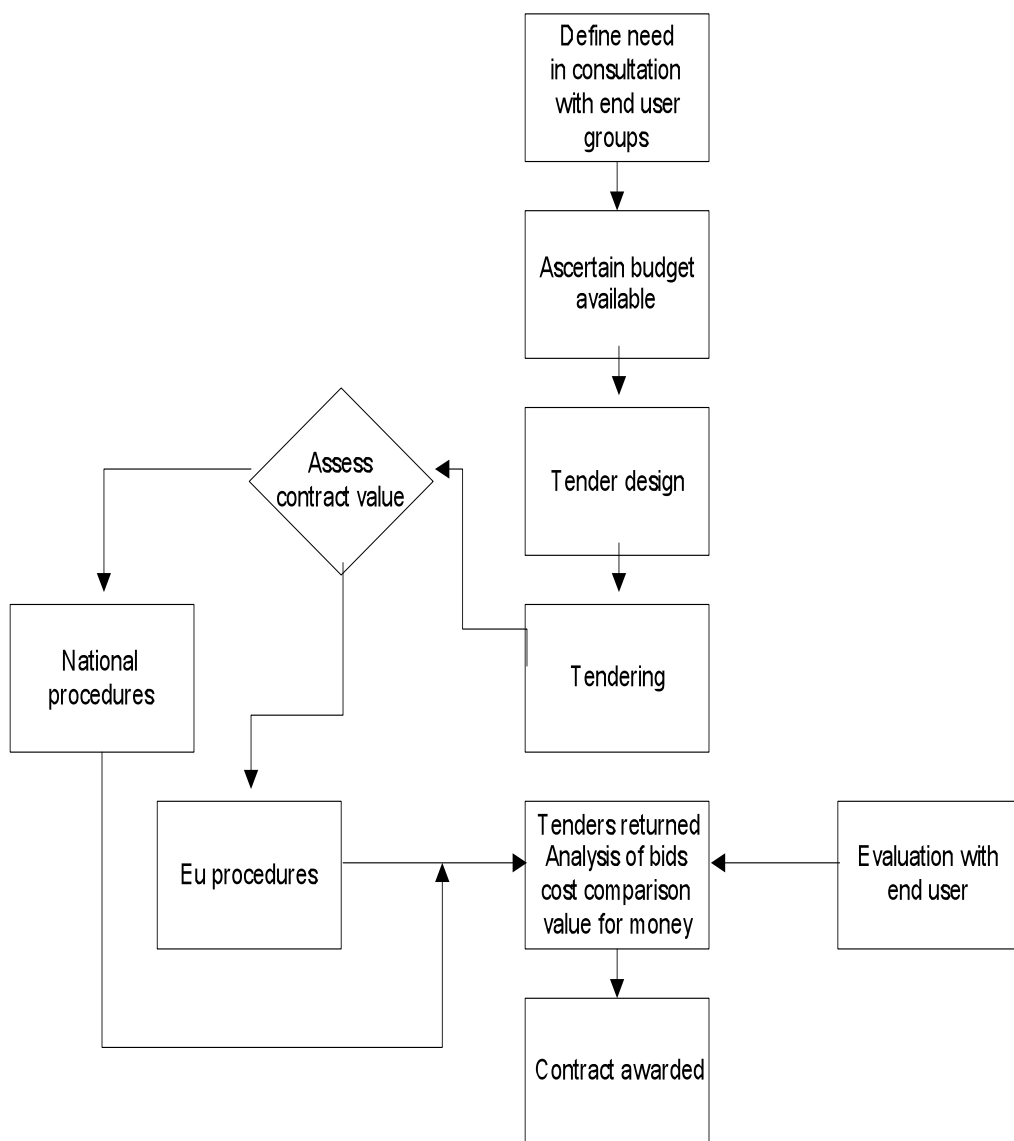 Define need
in consultation
with end user
groups
Ascertain budget
available
Tender design
Assess
contract value
Tendering
National
procedures
Eu procedures
Tenders returned
Analysis of bids
cost comparison
value for money
Evaluation with
end user
Contract awarded